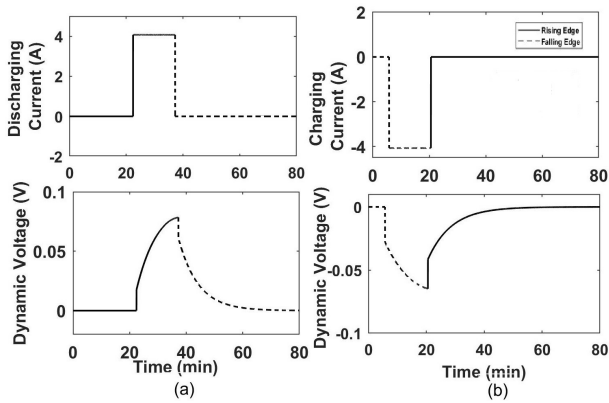 Discharging
Current (A)
4
2
0
-2
0 20 40 60 80
Dynamic Voltage (V)
0.1
0.05
0
0 20 40 60 80
Time (min)
(a)
Charging
Current (A)
0
-2
-4
0 20 40 60 80
Rising Edge
Falling Edge
Dynamic Voltage (V)
0
-0.05
-0.1
0 20 40 60 80
Time (min)
(b)